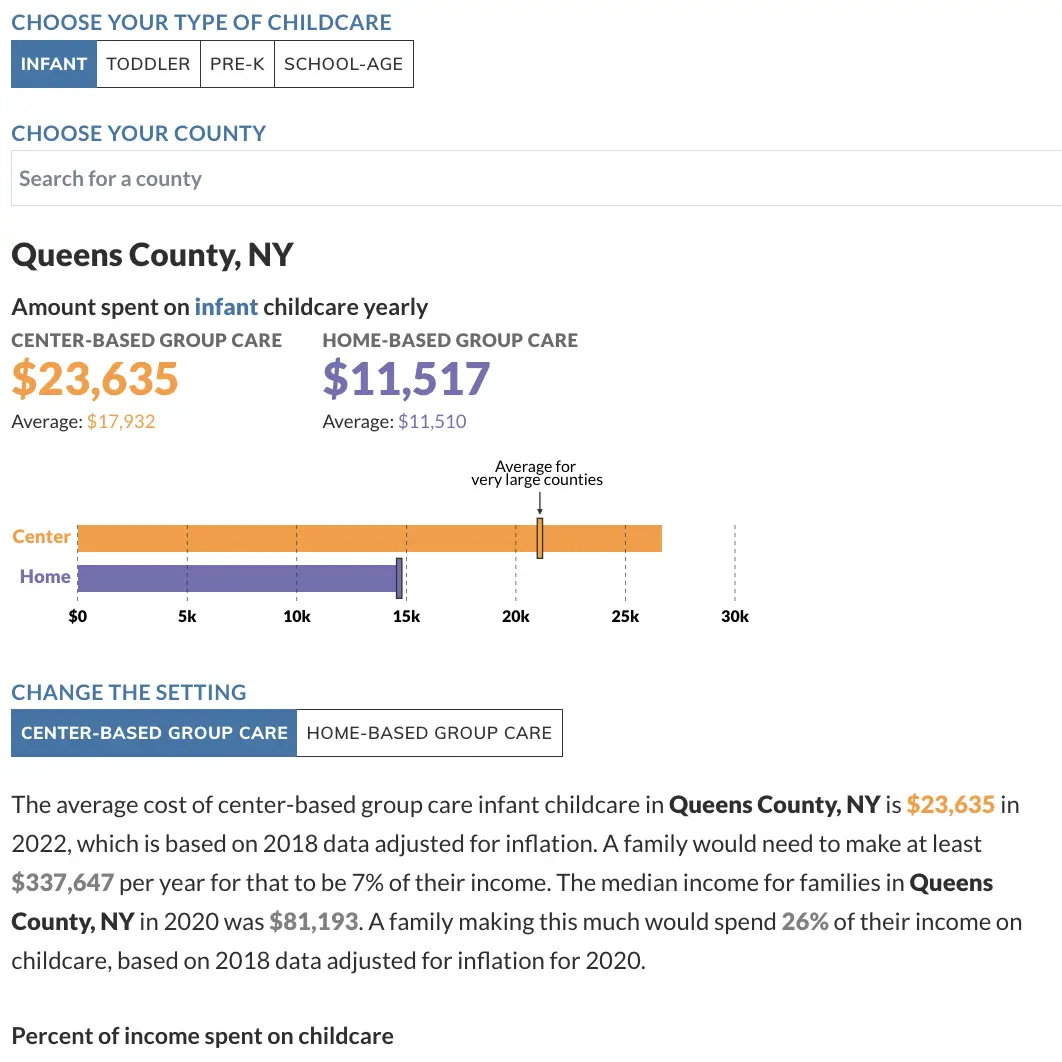 CHOOSE YOUR TYPE OF CHILDCARE
INFANT TODDLER PRE-K SCHOOL-AGE
CHOOSE YOUR COUNTY
Search for a county
Queens County, NY
Amount spent on infant childcare yearly
CENTER-BASED GROUP CARE HOME-BASED GROUP CARE
$23,635 $11,517
Average: $17,932 Average: $11,510
Average for
very large counties
Center
Home
$0 5k 10k 15k 20k 25k 30k
CHANGE THE SETTING
CENTER-BASED GROUP CARE HOME-BASED GROUP CARE
The average cost of center-based group care infant childcare in Queens County, NY is $23,635 in
2022, which is based on 2018 data adjusted for inflation. A family would need to make at least
$337,647 per year for that to be 7% of their income. The median income for families in Queens
County, NY in 2020 was $81,193. A family making this much would spend 26% of their income on
childcare, based on 2018 data adjusted for inflation for 2020.
Percent of income spent on childcare